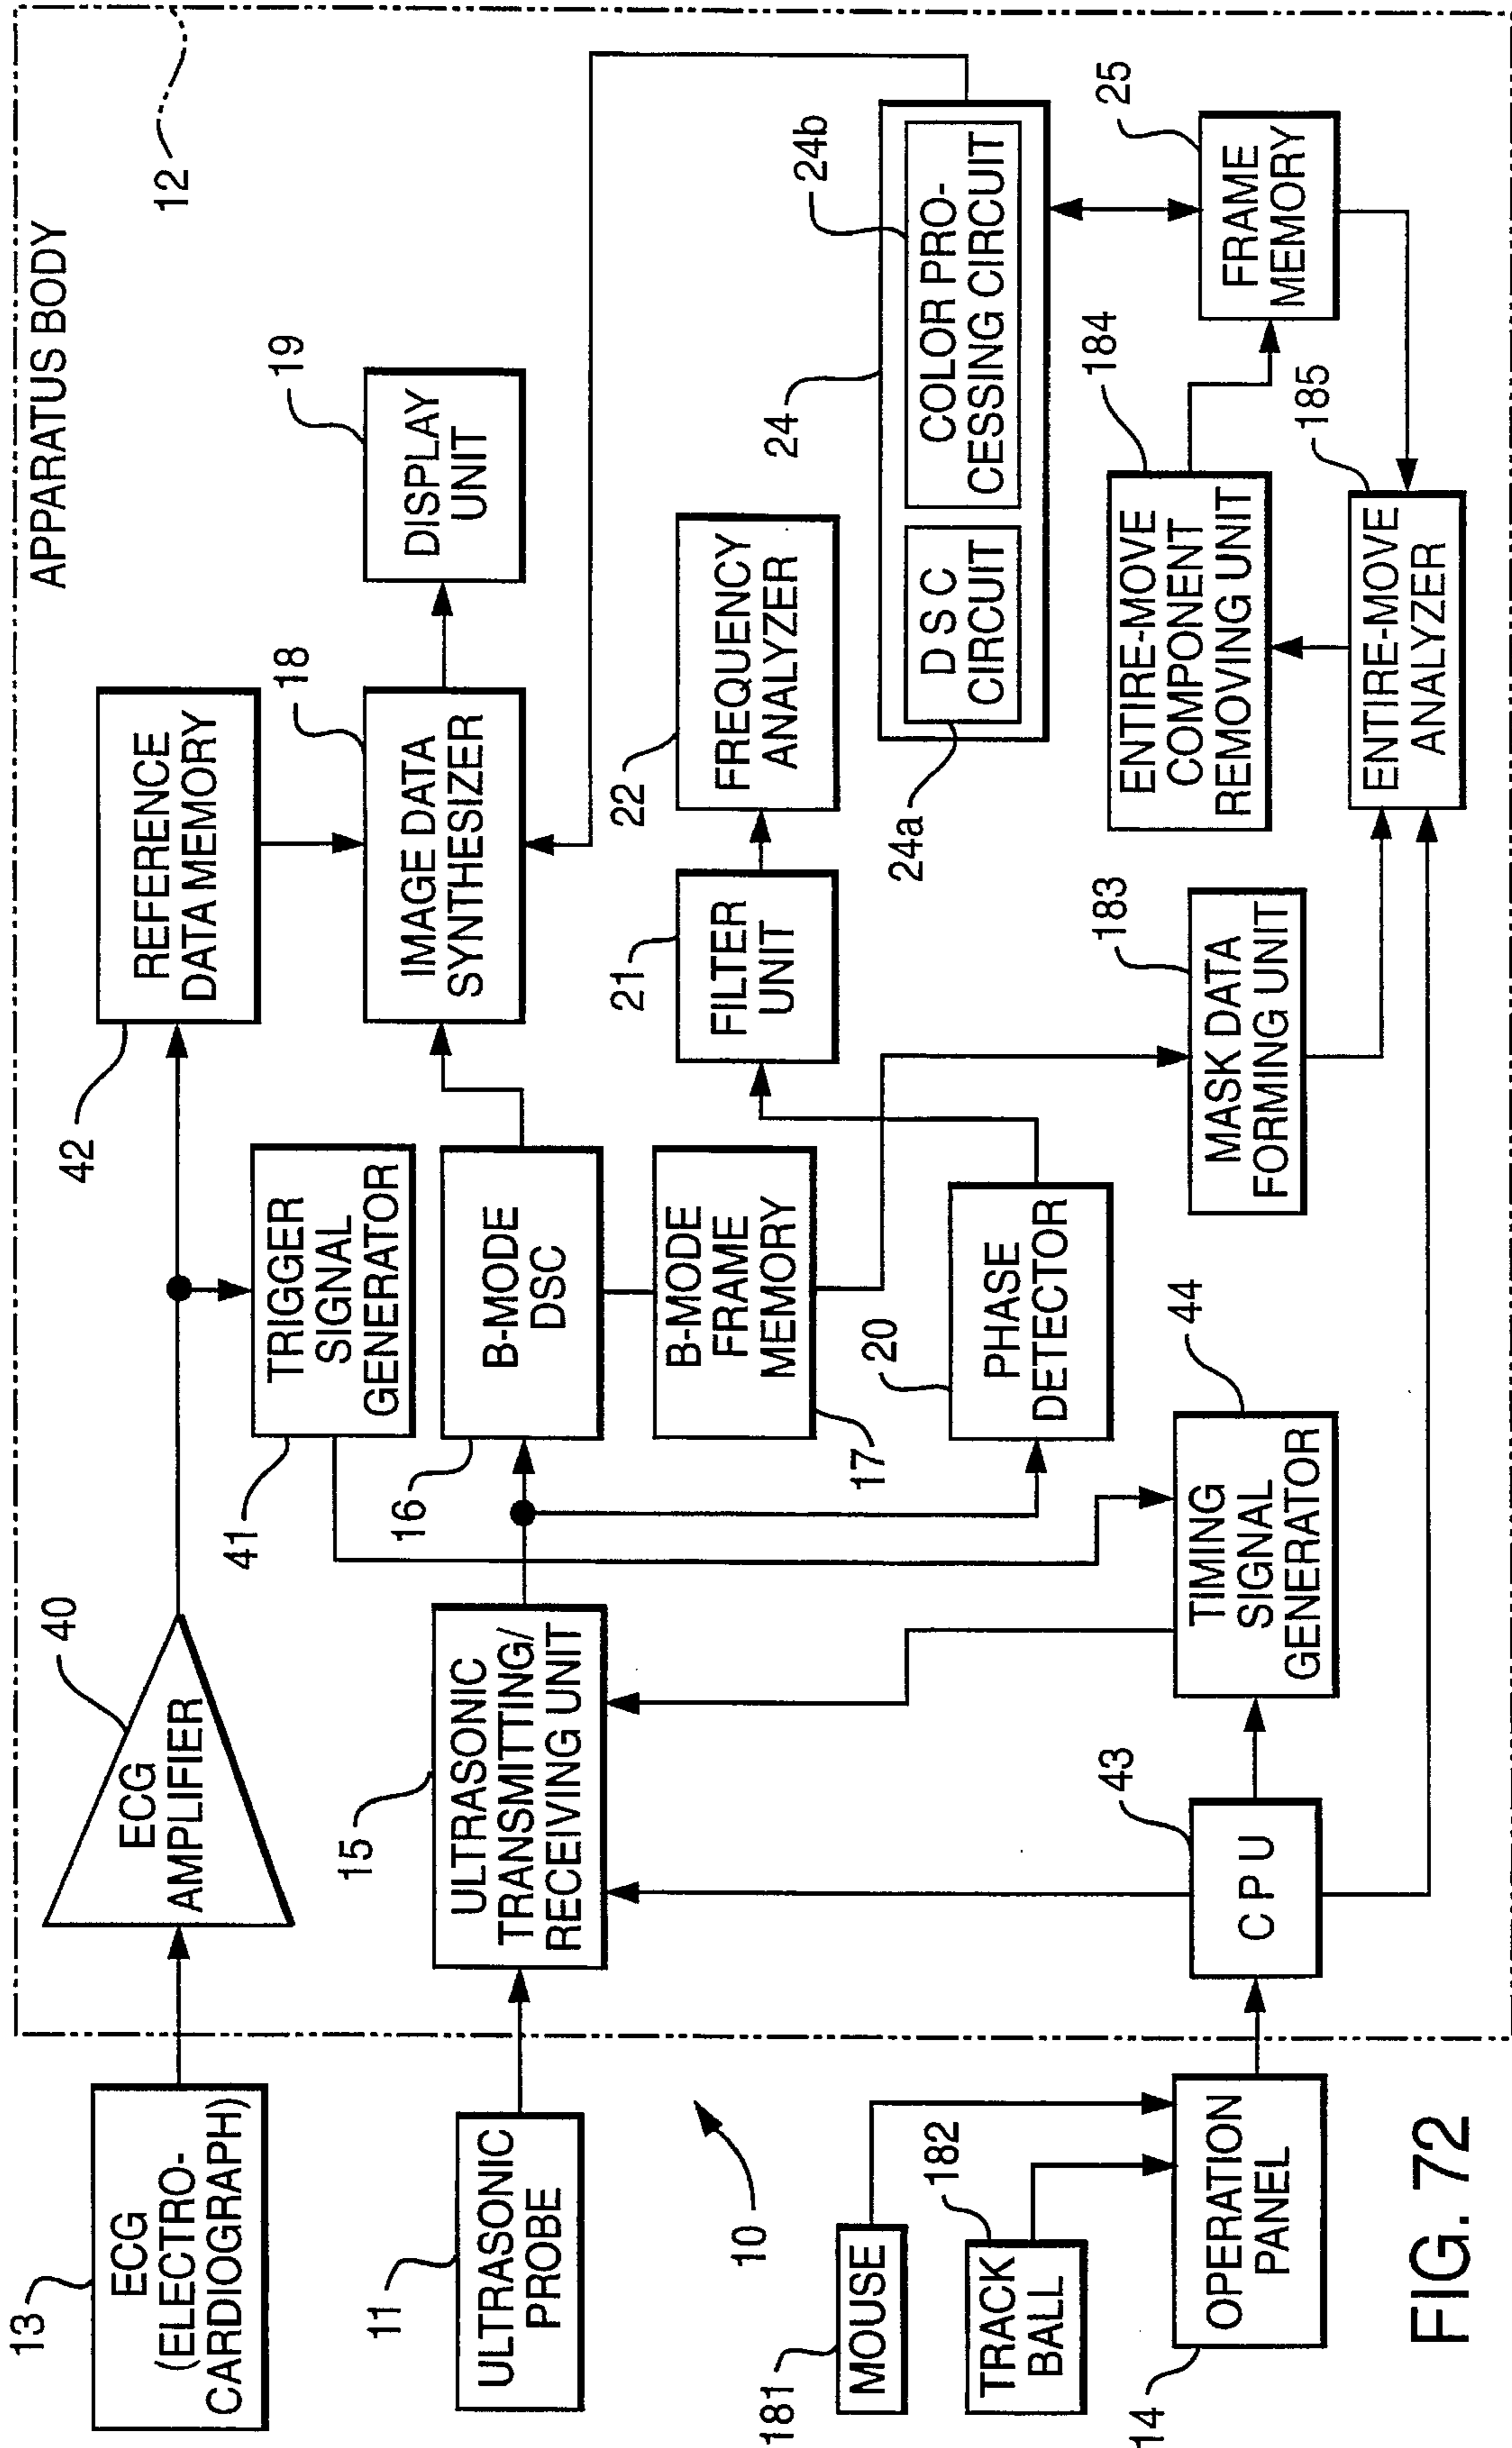 APPARATUS BODY
12
13
ECG
(ELECTRO-
CARDIOGRAPH)
40
ECG
AMPLIFIER
42
REFERENCE
DATA MEMORY
41
TRIGGER
SIGNAL
GENERATOR
11
ULTRASONIC
PROBE
15
ULTRASONIC
TRANSMITTING/
RECEIVING UNIT
16
B-MODE
DSC
18
IMAGE DATA
SYNTHESIZER
19
DISPLAY
UNIT
B-MODE
FRAME
MEMORY
17
21
FILTER
UNIT
22
FREQUENCY
ANALYZER
20
PHASE
DETECTOR
24
24a
D S C
CIRCUIT
24b
COLOR PRO-
CESSING CIRCUIT
10
181
MOUSE
182
TRACK
BALL
14
OPERATION
PANEL
43
C P U
44
TIMING
SIGNAL
GENERATOR
183
MASK DATA
FORMING UNIT
184
ENTIRE-MOVE
COMPONENT
REMOVING UNIT
25
FRAME
MEMORY
185
ENTIRE-MOVE
ANALYZER
FIG. 72